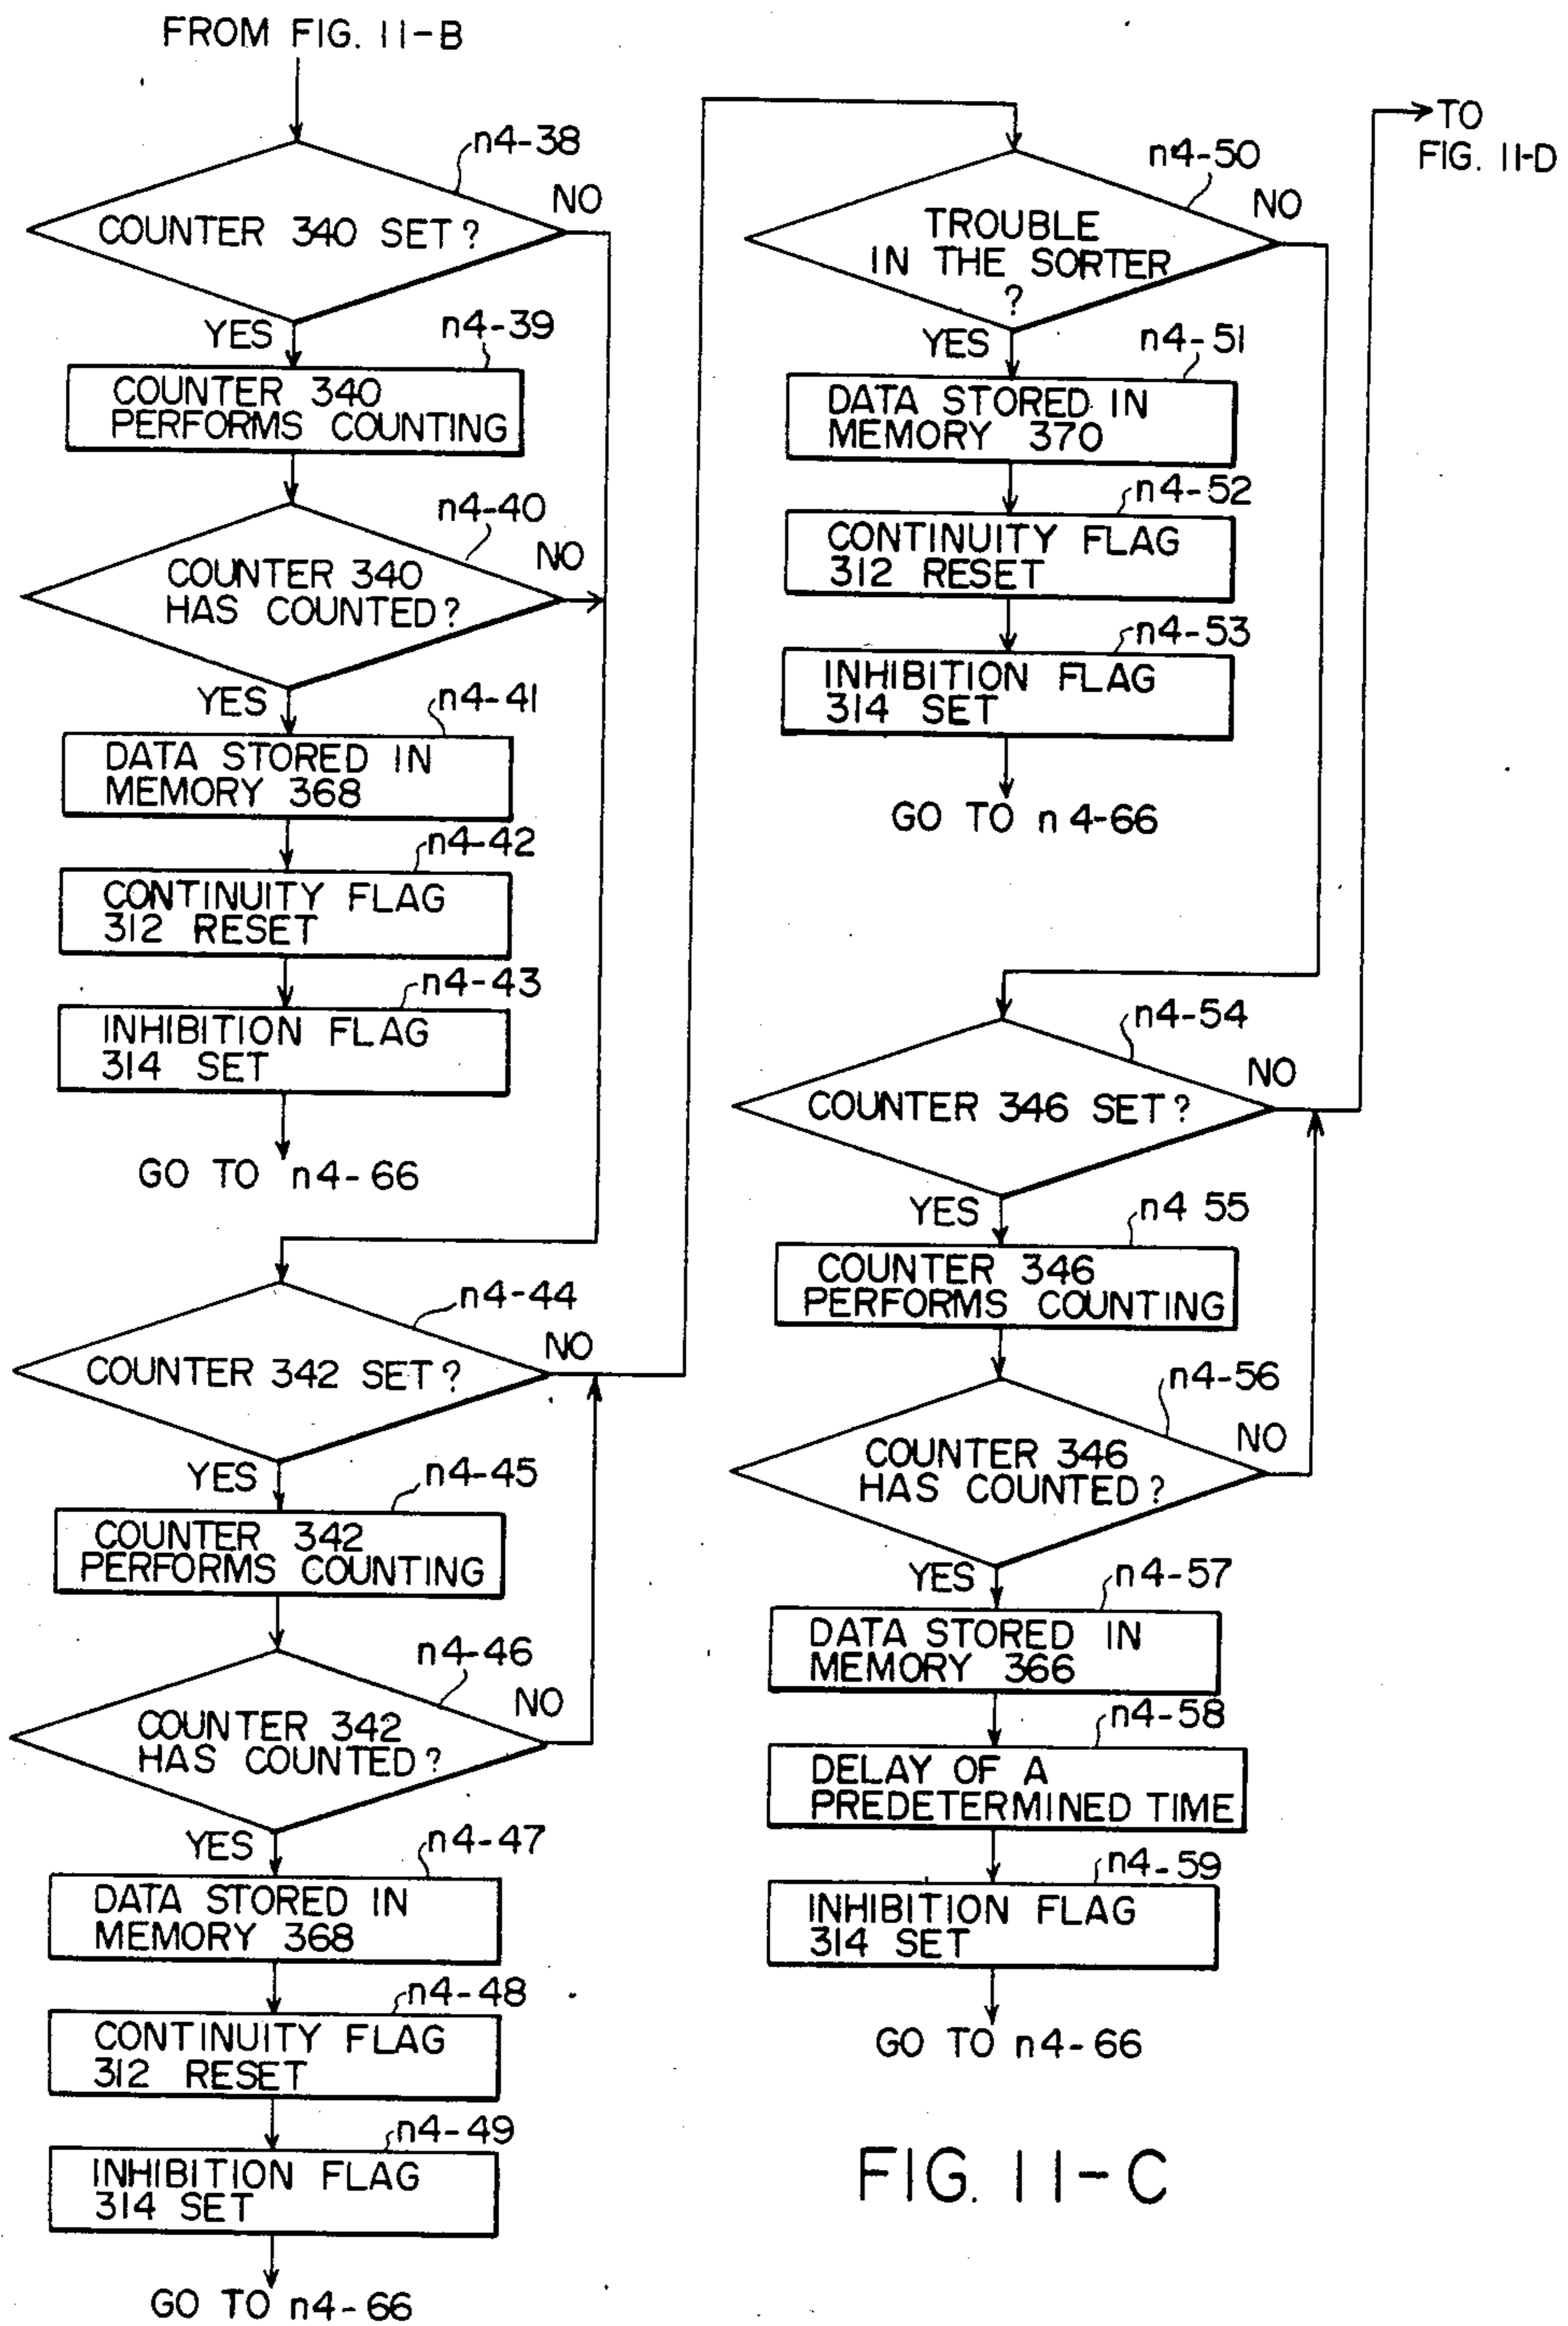 FROM FIG. 11-B
n4-38
NO
COUNTER 340 SET?
YES
n4-39
COUNTER 340
PERFORMS COUNTING
n4-40
NO
COUNTER 340
HAS COUNTED?
YES
n4-41
DATA STORED IN
MEMORY 368
n4-42
CONTINUITY FLAG
312 RESET
n4-43
INHIBITION FLAG
314 SET
GO TO n4-66
n4-44
NO
COUNTER 342 SET?
YES
n4-45
COUNTER 342
PERFORMS COUNTING
n4-46
NO
COUNTER 342
HAS COUNTED?
YES
n4-47
DATA STORED IN
MEMORY 368
n4-48
CONTINUITY FLAG
312 RESET
n4-49
INHIBITION FLAG
314 SET
GO TO n4-66
n4-50
NO
TROUBLE
IN THE SORTER
?
YES
n4-51
DATA STORED IN
MEMORY 370
n4-52
CONTINUITY FLAG
312 RESET
n4-53
INHIBITION FLAG
314 SET
GO TO n4-66
n4-54
NO
COUNTER 346 SET?
YES
n4 55
COUNTER 346
PERFORMS COUNTING
n4-56
NO
COUNTER 346
HAS COUNTED?
YES
n4-57
DATA STORED IN
MEMORY 366
n4-58
DELAY OF A
PREDETERMINED TIME
n4-59
INHIBITION FLAG
314 SET
GO TO n4-66
TO
FIG. 11-D
FIG. 11-C